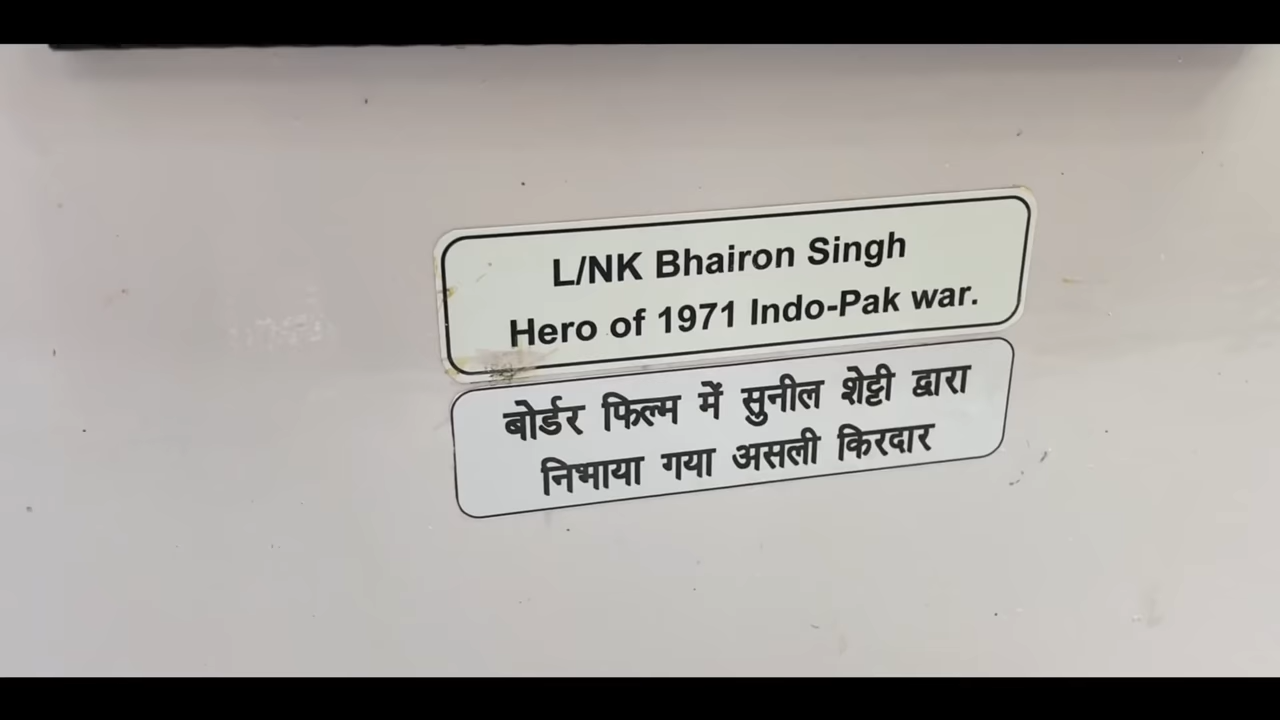 L/NK Bhairon Singh
Hero of 1971 Indo-Pak war.
बोर्डर फिल्म में सुनील शेट्टी द्वारा
निभाया गया असली किरदार